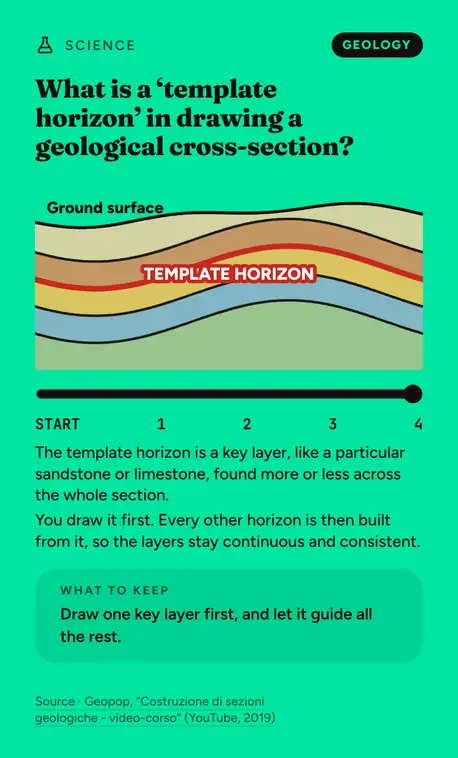 SCIENCE
GEOLOGY
What is a ‘template
horizon’ in drawing a
geological cross-section?
Ground surface
TEMPLATE HORIZON
START 1 2 3 4
The template horizon is a key layer, like a particular
sandstone or limestone, found more or less across
the whole section.
You draw it first. Every other horizon is then built
from it, so the layers stay continuous and consistent.
WHAT TO KEEP
Draw one key layer first, and let it guide all
the rest.
Source · Geopop, “Costruzione di sezioni
geologiche - video-corso” (YouTube, 2019)